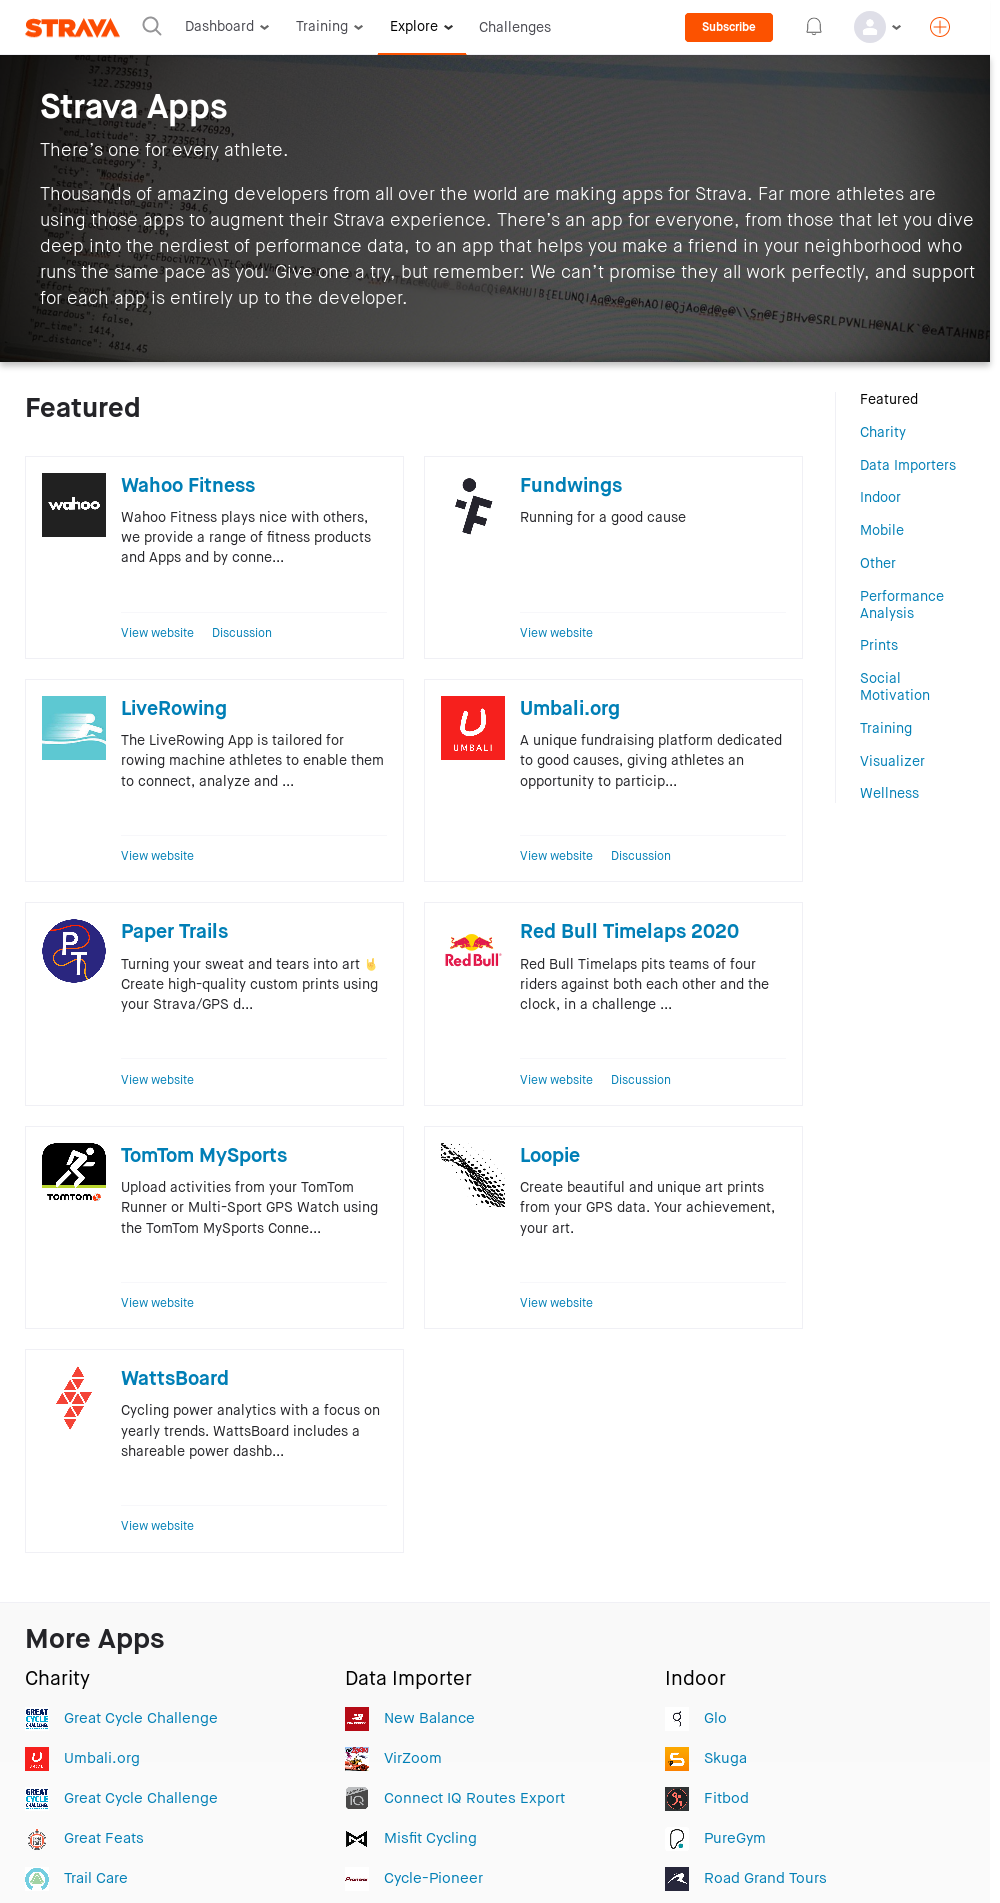 STRAVA Dashboard Training Explore Challenges Subscribe
Strava Apps
There's one for every athlete.
Thousands of amazing developers from all over the world are making apps for Strava. Far more athletes are
using those apps to augment their Strava experience. There's an app for everyone, from those that let you dive
deep into the nerdiest of performance data, to an app that helps you make a friend in your neighborhood who
runs the same pace as you. Give one a try, but remember: We can't promise they all work perfectly, and support
for each app is entirely up to the developer.
Featured
wahoo
Wahoo Fitness
Wahoo Fitness plays nice with others,
we provide a range of fitness products
and Apps and by conne...
View website Discussion
Fundwings
Running for a good cause
View website
LiveRowing
The LiveRowing App is tailored for
rowing machine athletes to enable them
to connect, analyze and ...
View website
UMBALI
Umbali.org
A unique fundraising platform dedicated
to good causes, giving athletes an
opportunity to particip...
View website Discussion
PT
Paper Trails
Turning your sweat and tears into art 🤘
Create high-quality custom prints using
your Strava/GPS d...
View website
Red Bull
Red Bull Timelaps 2020
Red Bull Timelaps pits teams of four
riders against both each other and the
clock, in a challenge ...
View website Discussion
TOMTOM
TomTom MySports
Upload activities from your TomTom
Runner or Multi-Sport GPS Watch using
the TomTom MySports Conne...
View website
Loopie
Create beautiful and unique art prints
from your GPS data. Your achievement,
your art.
View website
WattsBoard
Cycling power analytics with a focus on
yearly trends. WattsBoard includes a
shareable power dashb...
View website
Featured
Charity
Data Importers
Indoor
Mobile
Other
Performance
Analysis
Prints
Social
Motivation
Training
Visualizer
Wellness
More Apps
Charity
GREAT
CYCLE
Great Cycle Challenge
Umbali.org
GREAT
CYCLE
Great Cycle Challenge
Great Feats
Trail Care
Data Importer
New Balance
VirZoom
IQ
Connect IQ Routes Export
Misfit Cycling
Cycle-Pioneer
Indoor
Glo
Skuga
Fitbod
PureGym
Road Grand Tours